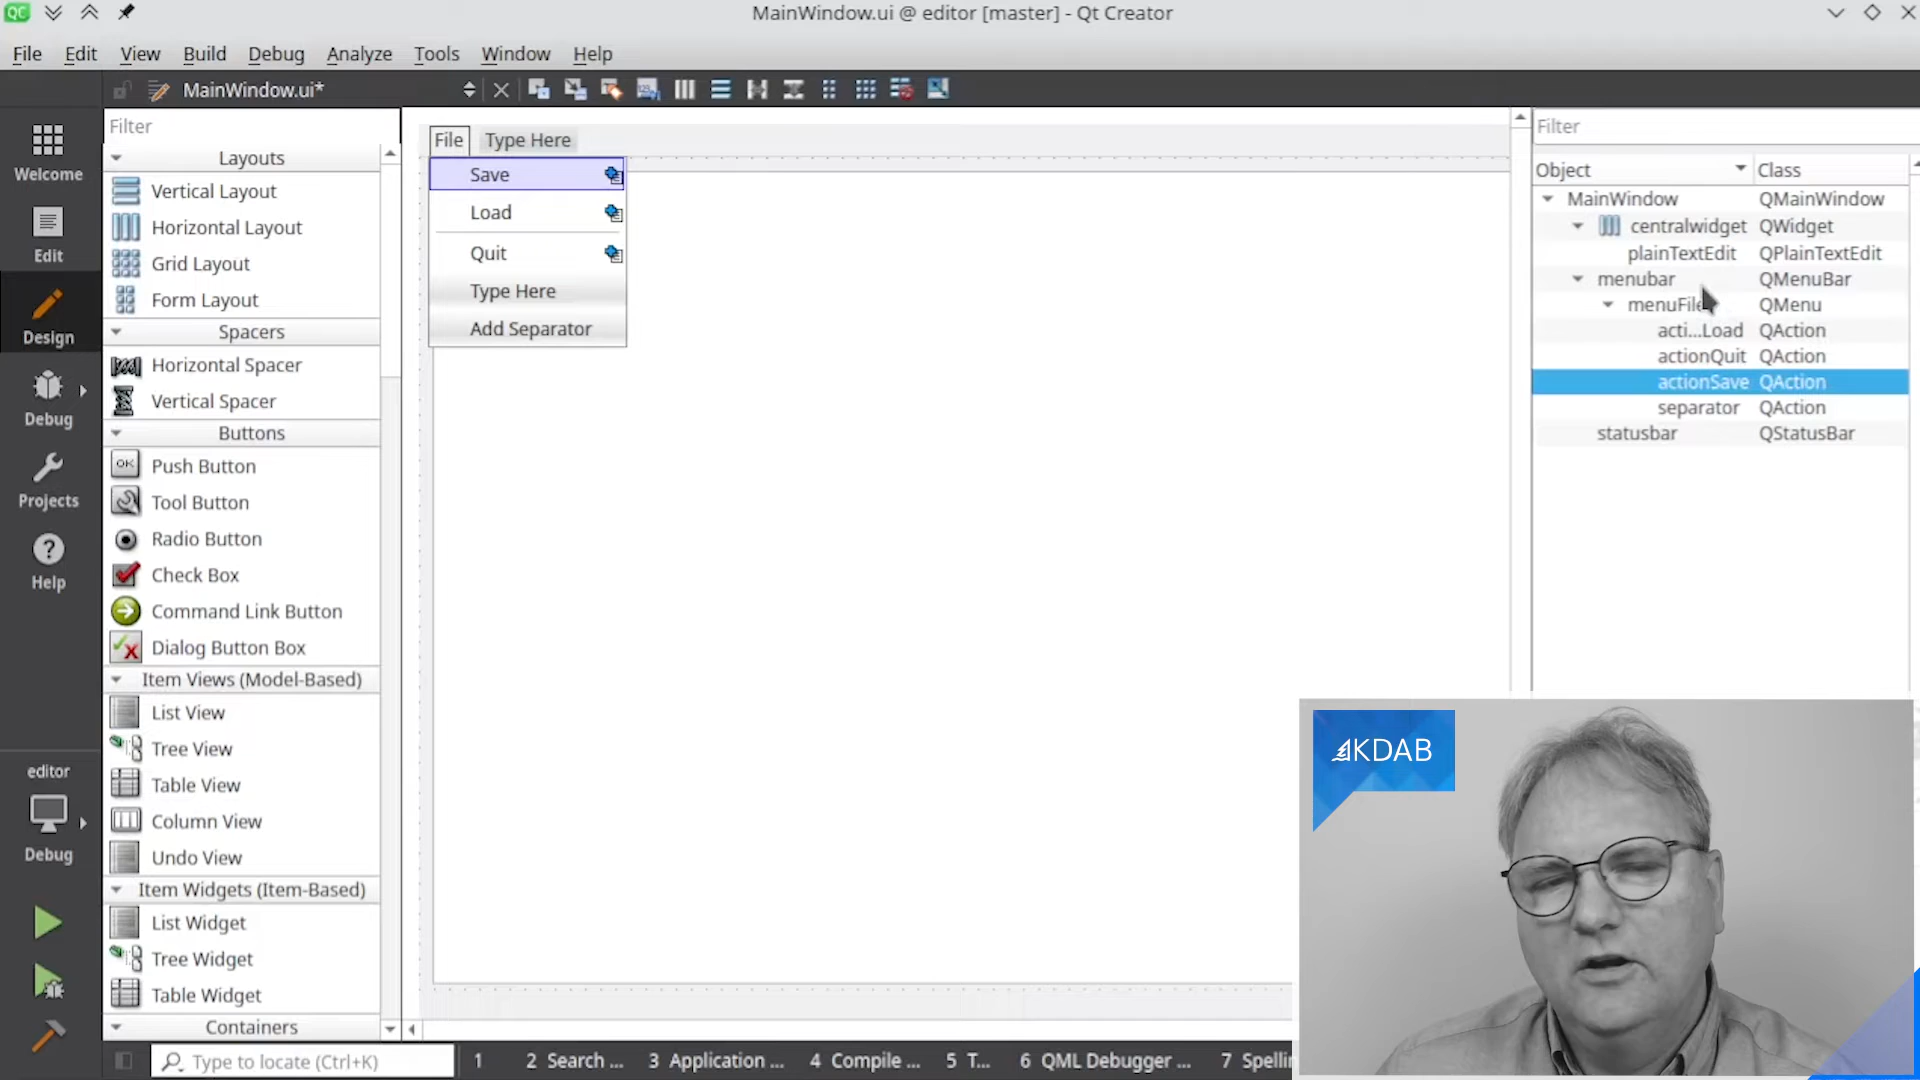 MainWindow.ui @ editor [master] - Qt Creator
File Edit View Build Debug Analyze Tools Window Help
MainWindow.ui*
Welcome
Edit
Design
Debug
Projects
Help
editor
Debug
Filter
Layouts
Vertical Layout
Horizontal Layout
Grid Layout
Form Layout
Spacers
Horizontal Spacer
Vertical Spacer
Buttons
Push Button
Tool Button
Radio Button
Check Box
Command Link Button
Dialog Button Box
Item Views (Model-Based)
List View
Tree View
Table View
Column View
Undo View
Item Widgets (Item-Based)
List Widget
Tree Widget
Table Widget
Containers
File Type Here
Save
Load
Quit
Type Here
Add Separator
Filter
Object Class
MainWindow QMainWindow
centralwidget QWidget
plainTextEdit QPlainTextEdit
menubar QMenuBar
menuFile QMenu
acti...Load QAction
actionQuit QAction
actionSave QAction
separator QAction
statusbar QStatusBar
KDAB
Type to locate (Ctrl+K) 1 2 Search ... 3 Application ... 4 Compile ... 5 T... 6 QML Debugger ... 7